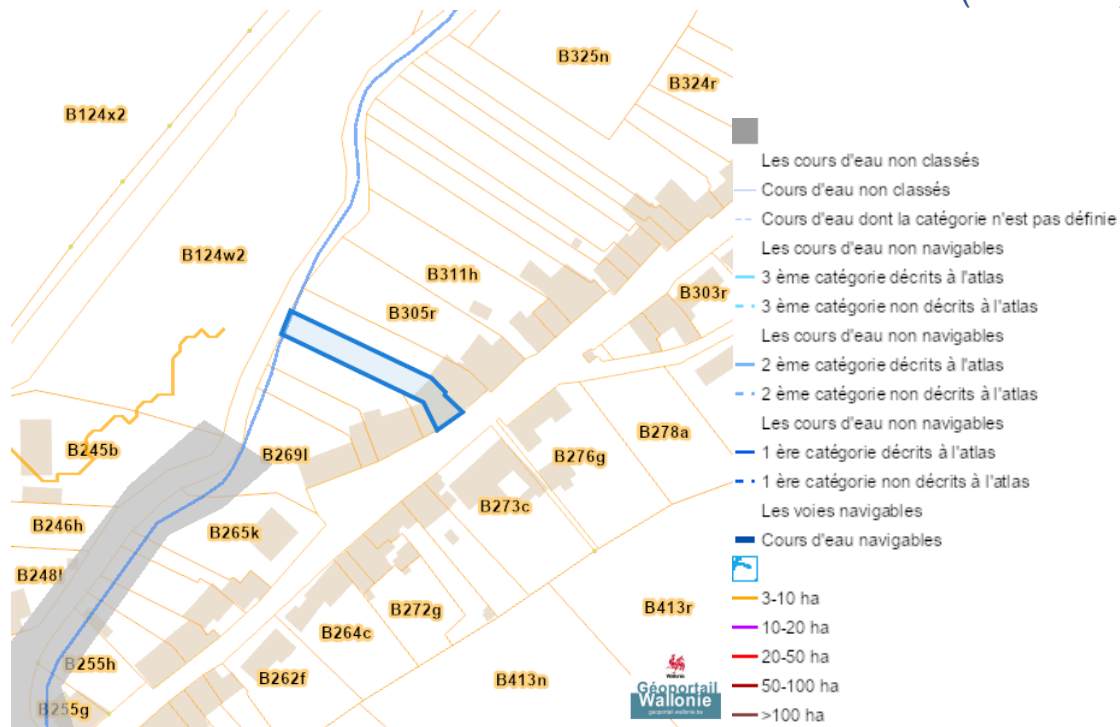 B325n
B324r
B124x2
B124w2
B311h
B303r
B305r
B245b
B269l
B278a
B276g
B246h
B273c
B265k
B248l
B272g
B413r
B264c
B255h
B262f
B413n
B255g
Wallonie
Géoportail
Wallonie
geoportail.wallonie.be
Les cours d'eau non classés
Cours d'eau non classés
Cours d'eau dont la catégorie n'est pas définie
Les cours d'eau non navigables
3 ème catégorie décrits à l'atlas
3 ème catégorie non décrits à l'atlas
Les cours d'eau non navigables
2 ème catégorie décrits à l'atlas
2 ème catégorie non décrits à l'atlas
Les cours d'eau non navigables
1 ère catégorie décrits à l'atlas
1 ère catégorie non décrits à l'atlas
Les voies navigables
Cours d'eau navigables
3-10 ha
10-20 ha
20-50 ha
50-100 ha
>100 ha